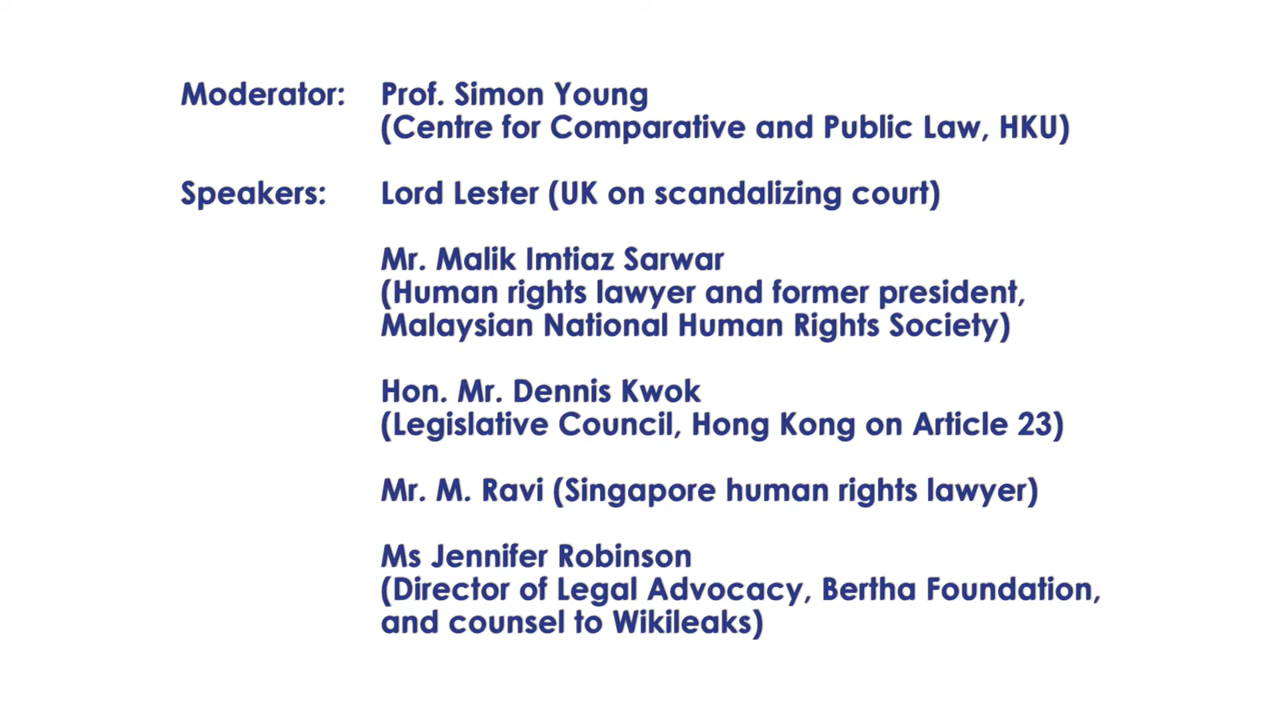 Moderator: Prof. Simon Young
(Centre for Comparative and Public Law, HKU)
Speakers: Lord Lester (UK on scandalizing court)
Mr. Malik Imtiaz Sarwar
(Human rights lawyer and former president,
Malaysian National Human Rights Society)
Hon. Mr. Dennis Kwok
(Legislative Council, Hong Kong on Article 23)
Mr. M. Ravi (Singapore human rights lawyer)
Ms Jennifer Robinson
(Director of Legal Advocacy, Bertha Foundation,
and counsel to Wikileaks)